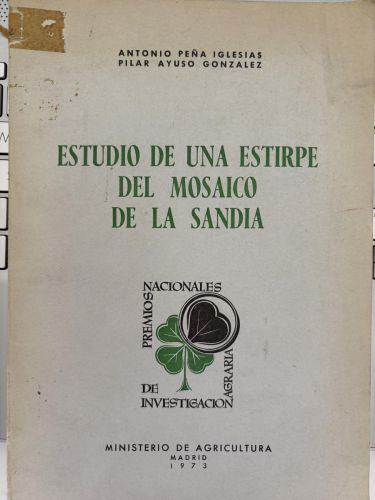 ANTONIO PEÑA IGLESIAS
PILAR AYUSO GONZALEZ
ESTUDIO DE UNA ESTIRPE
DEL MOSAICO
DE LA SANDIA
PREMIOS
NACIONALES
DE
INVESTIGACION
AGRARIA
MINISTERIO DE AGRICULTURA
MADRID
1973